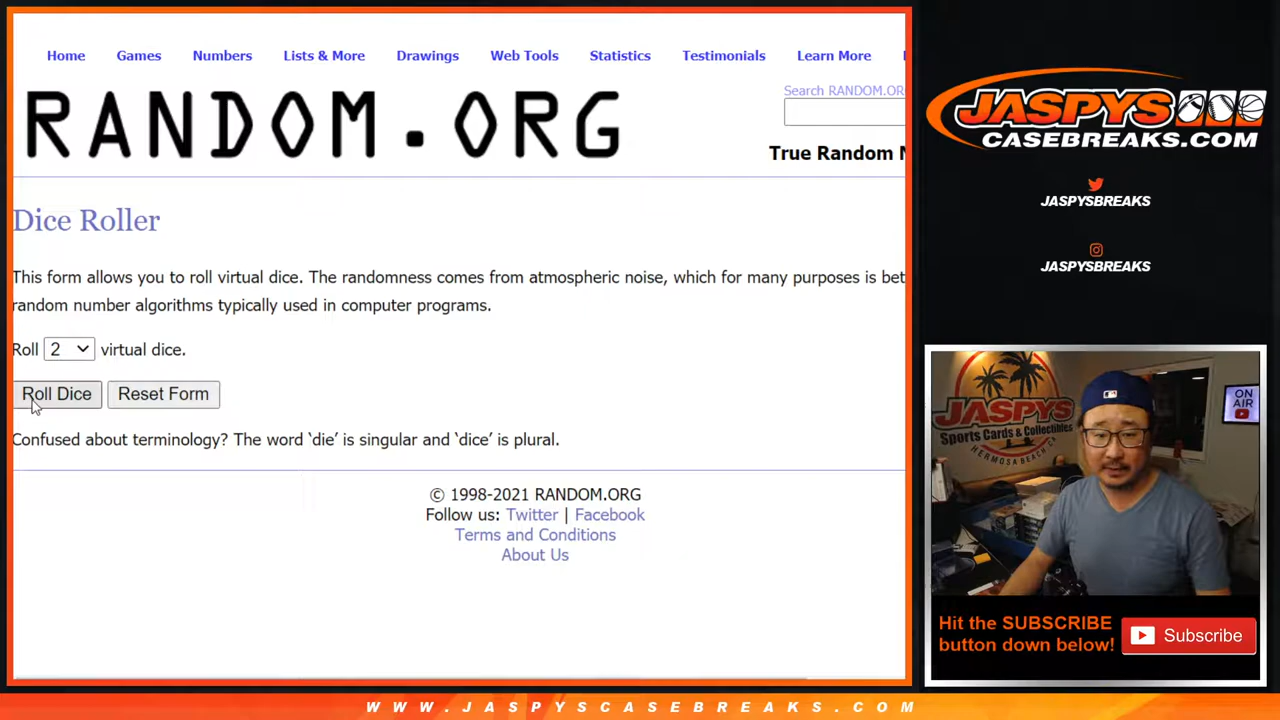 Home Games Numbers Lists & More Drawings Web Tools Statistics Testimonials Learn More
RANDOM.ORG
Search RANDOM.OR
True Random N
Dice Roller
This form allows you to roll virtual dice. The randomness comes from atmospheric noise, which for many purposes is bet
random number algorithms typically used in computer programs.
Roll 2 virtual dice.
Roll Dice Reset Form
Confused about terminology? The word ‘die’ is singular and ‘dice’ is plural.
© 1998-2021 RANDOM.ORG
Follow us: Twitter | Facebook
Terms and Conditions
About Us
JASPYS
CASEBREAKS.COM
JASPYSBREAKS
JASPYSBREAKS
JASPYS
Sports Cards & Collectibles
HERMOSA BEACH
ON
AIR
Hit the SUBSCRIBE
button down below!
Subscribe
WWW.JASPYSCASEBREAKS.COM